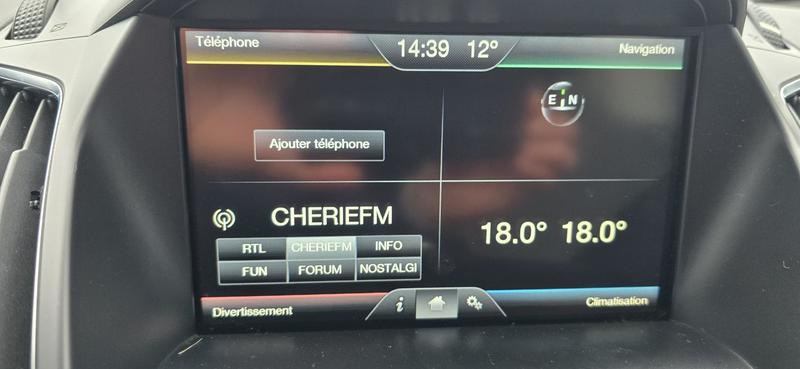 Téléphone 14:39 12° Navigation
E N
Ajouter téléphone
CHERIEFM
18.0° 18.0°
RTL CHERIEFM INFO
FUN FORUM NOSTALGI
Divertissement i Climatisation